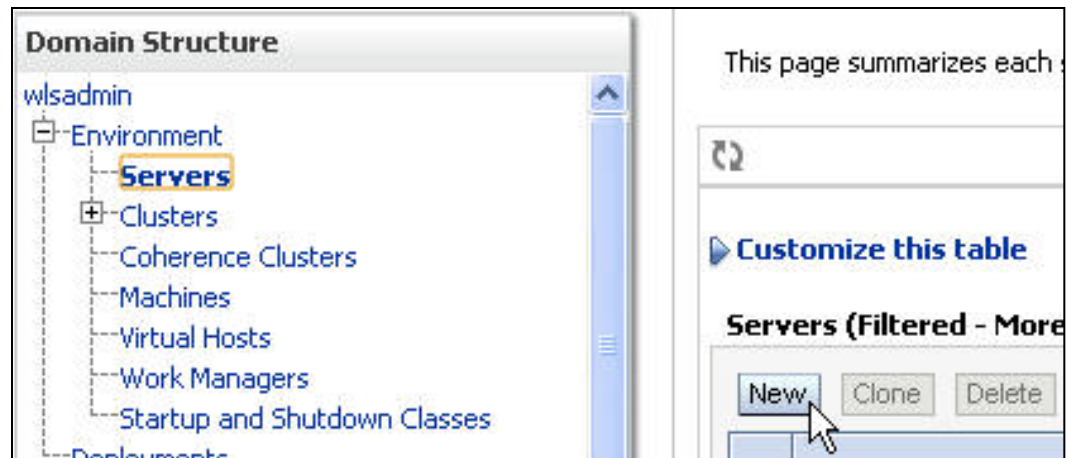 Domain Structure
wlsadmin
Environment
Servers
Clusters
Coherence Clusters
Machines
Virtual Hosts
Work Managers
Startup and Shutdown Classes
Deployments
This page summarizes each
Customize this table
Servers (Filtered - More
New Clone Delete